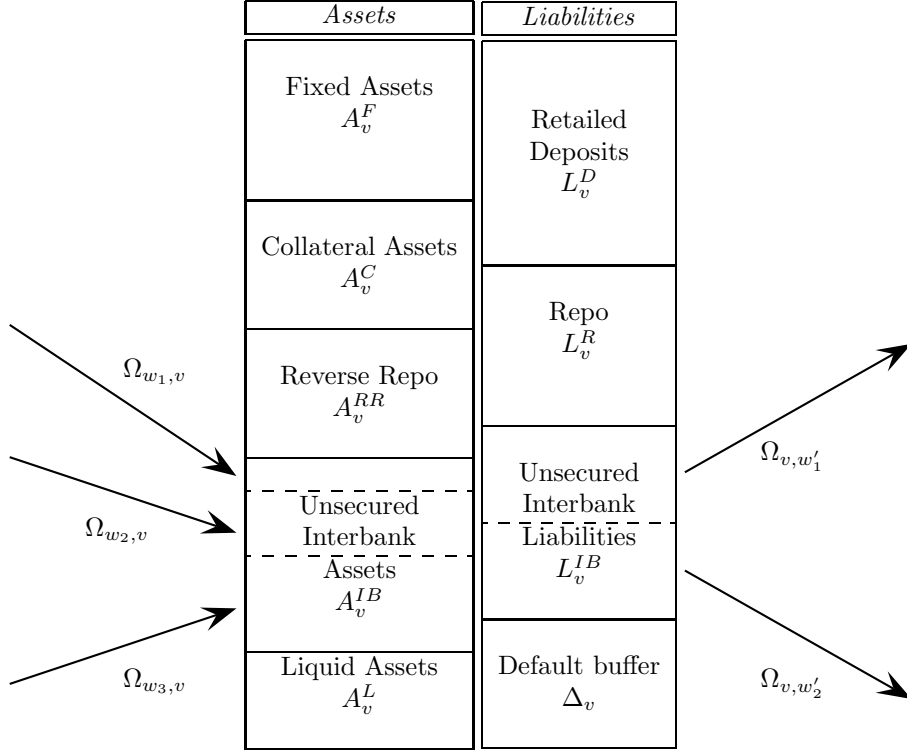 Assets
Liabilities
Fixed Assets
A_v^F
Collateral Assets
A_v^C
Reverse Repo
A_v^{RR}
Unsecured
Interbank
Assets
A_v^{IB}
Liquid Assets
A_v^L
Retailed
Deposits
L_v^D
Repo
L_v^R
Unsecured
Interbank
Liabilities
L_v^{IB}
Default buffer
Δ_v
Ω_{w_1,v}
Ω_{w_2,v}
Ω_{w_3,v}
Ω_{v,w'_1}
Ω_{v,w'_2}